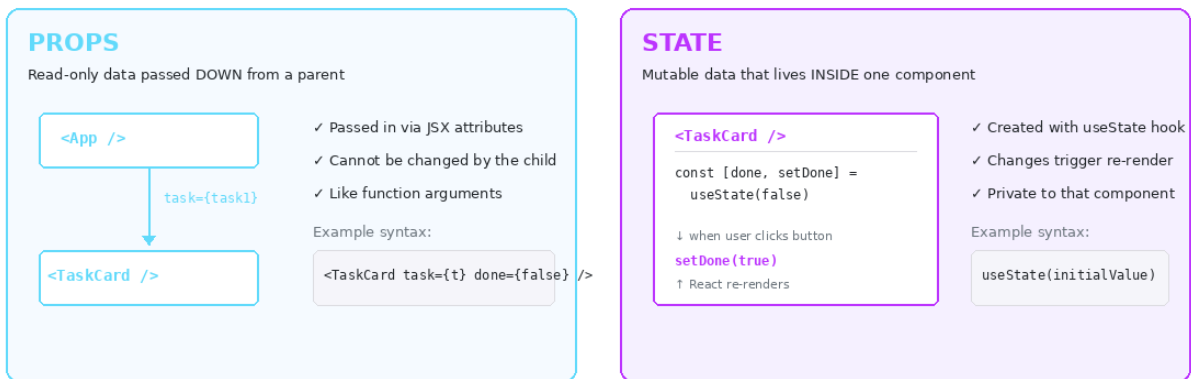 PROPS
Read-only data passed DOWN from a parent
<App />
task={task1}
<TaskCard />
✓ Passed in via JSX attributes
✓ Cannot be changed by the child
✓ Like function arguments
Example syntax:
<TaskCard task={t} done={false} />
STATE
Mutable data that lives INSIDE one component
<TaskCard />
const [done, setDone] =
useState(false)
↓ when user clicks button
setDone(true)
↑ React re-renders
✓ Created with useState hook
✓ Changes trigger re-render
✓ Private to that component
Example syntax:
useState(initialValue)